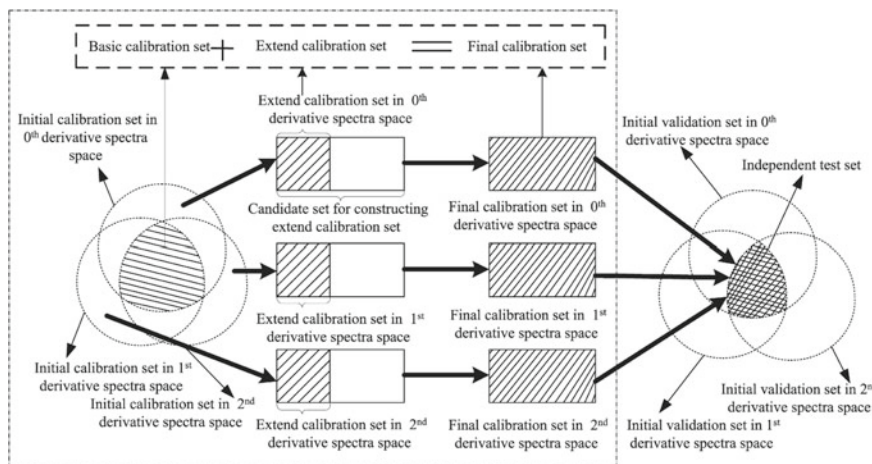 Basic calibration set + Extend calibration set = Final calibration set
Initial calibration set in
0th derivative spectra
space
Extend calibration set in 0th
derivative spectra space
Candidate set for constructing
extend calibration set
Final calibration set in 0th
derivative spectra space
Initial validation set in 0th
derivative spectra space
Independent test set
Extend calibration set in 1st
derivative spectra space
Final calibration set in 1st
derivative spectra space
Initial calibration set in 1st
derivative spectra space
Initial calibration set in 2nd
derivative spectra space
Extend calibration set in 2nd
derivative spectra space
Final calibration set in 2nd
derivative spectra space
Initial validation set in 2n
derivative spectra space
Initial validation set in 1st
derivative spectra space